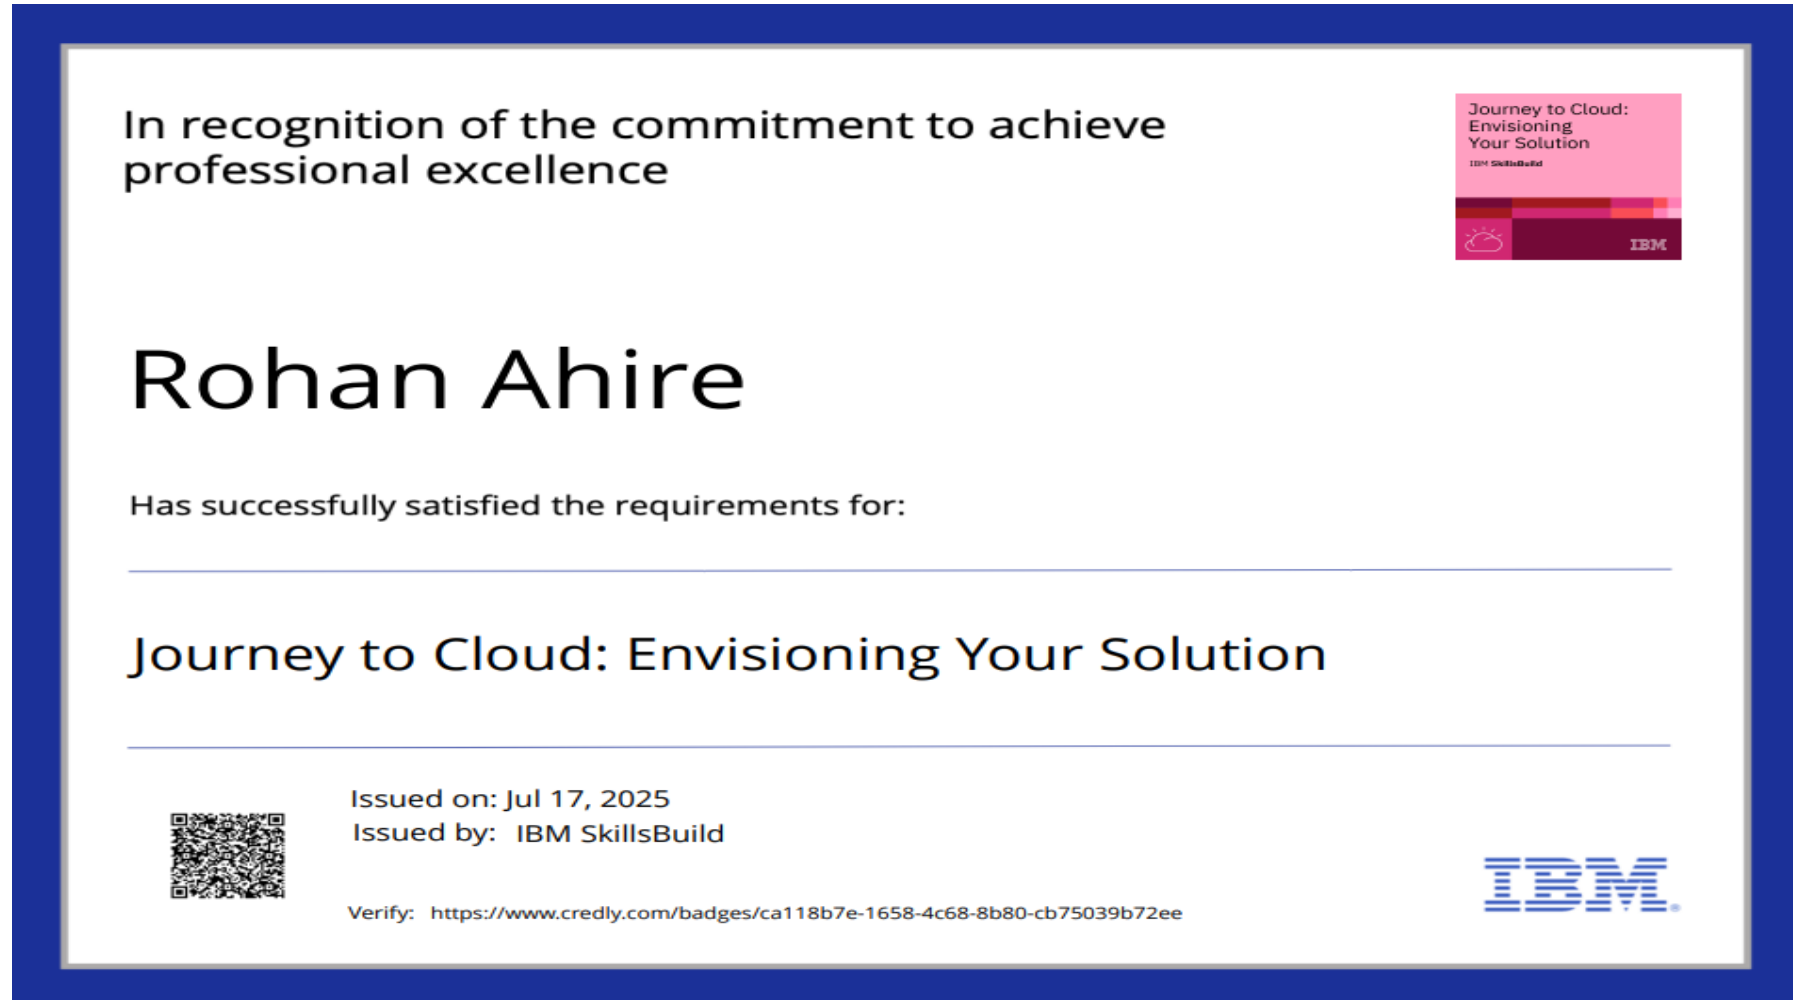 In recognition of the commitment to achieve
professional excellence
Journey to Cloud:
Envisioning
Your Solution
IBM SkillsBuild
IBM
Rohan Ahire
Has successfully satisfied the requirements for:
Journey to Cloud: Envisioning Your Solution
Issued on: Jul 17, 2025
Issued by: IBM SkillsBuild
Verify: https://www.credly.com/badges/ca118b7e-1658-4c68-8b80-cb75039b72ee
IBM®